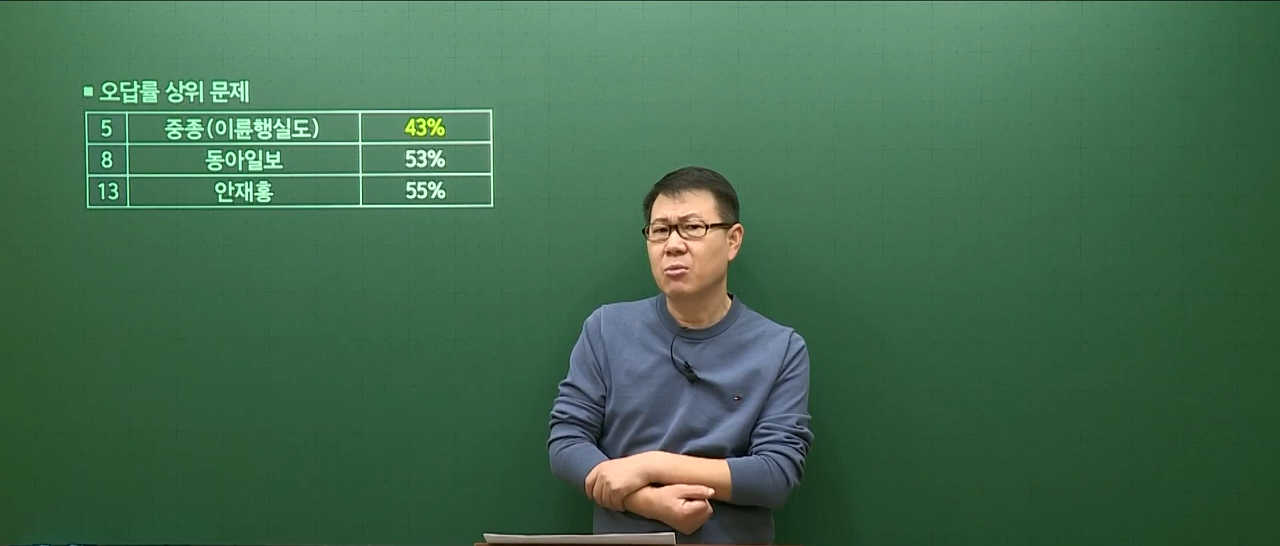 ■ 오답률 상위 문제
5 중종(이륜행실도) 43%
8 동아일보 53%
13 안재홍 55%